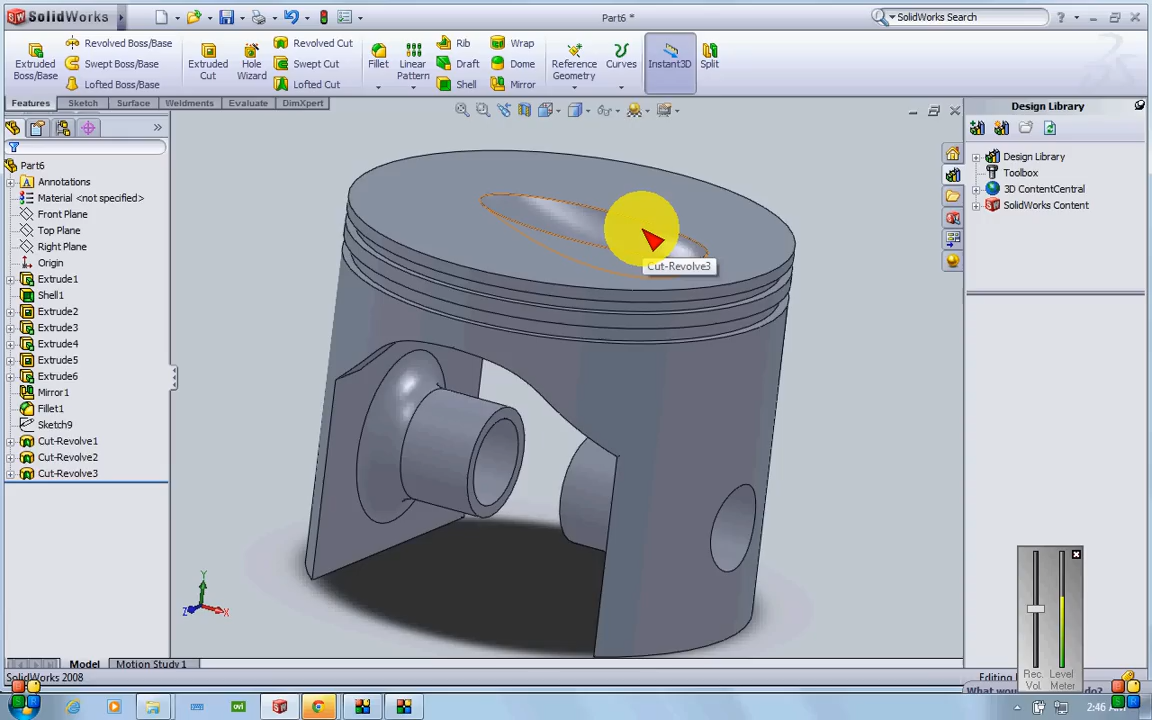 SolidWorks
Part6 *
SolidWorks Search
Extruded Boss/Base
Revolved Boss/Base
Swept Boss/Base
Lofted Boss/Base
Extruded Cut
Hole Wizard
Revolved Cut
Swept Cut
Lofted Cut
Fillet
Linear Pattern
Rib
Draft
Shell
Wrap
Dome
Mirror
Reference Geometry
Curves
Instant3D
Split
Features
Sketch
Surface
Weldments
Evaluate
DimXpert
Design Library
Part6
Annotations
Material <not specified>
Front Plane
Top Plane
Right Plane
Origin
Extrude1
Shell1
Extrude2
Extrude3
Extrude4
Extrude5
Extrude6
Mirror1
Fillet1
Sketch9
Cut-Revolve1
Cut-Revolve2
Cut-Revolve3
Design Library
Toolbox
3D ContentCentral
SolidWorks Content
Cut-Revolve3
Y
Z
X
Rec. Vol
Level Meter
Model
Motion Study 1
SolidWorks 2008
Editing
ovi
2:46